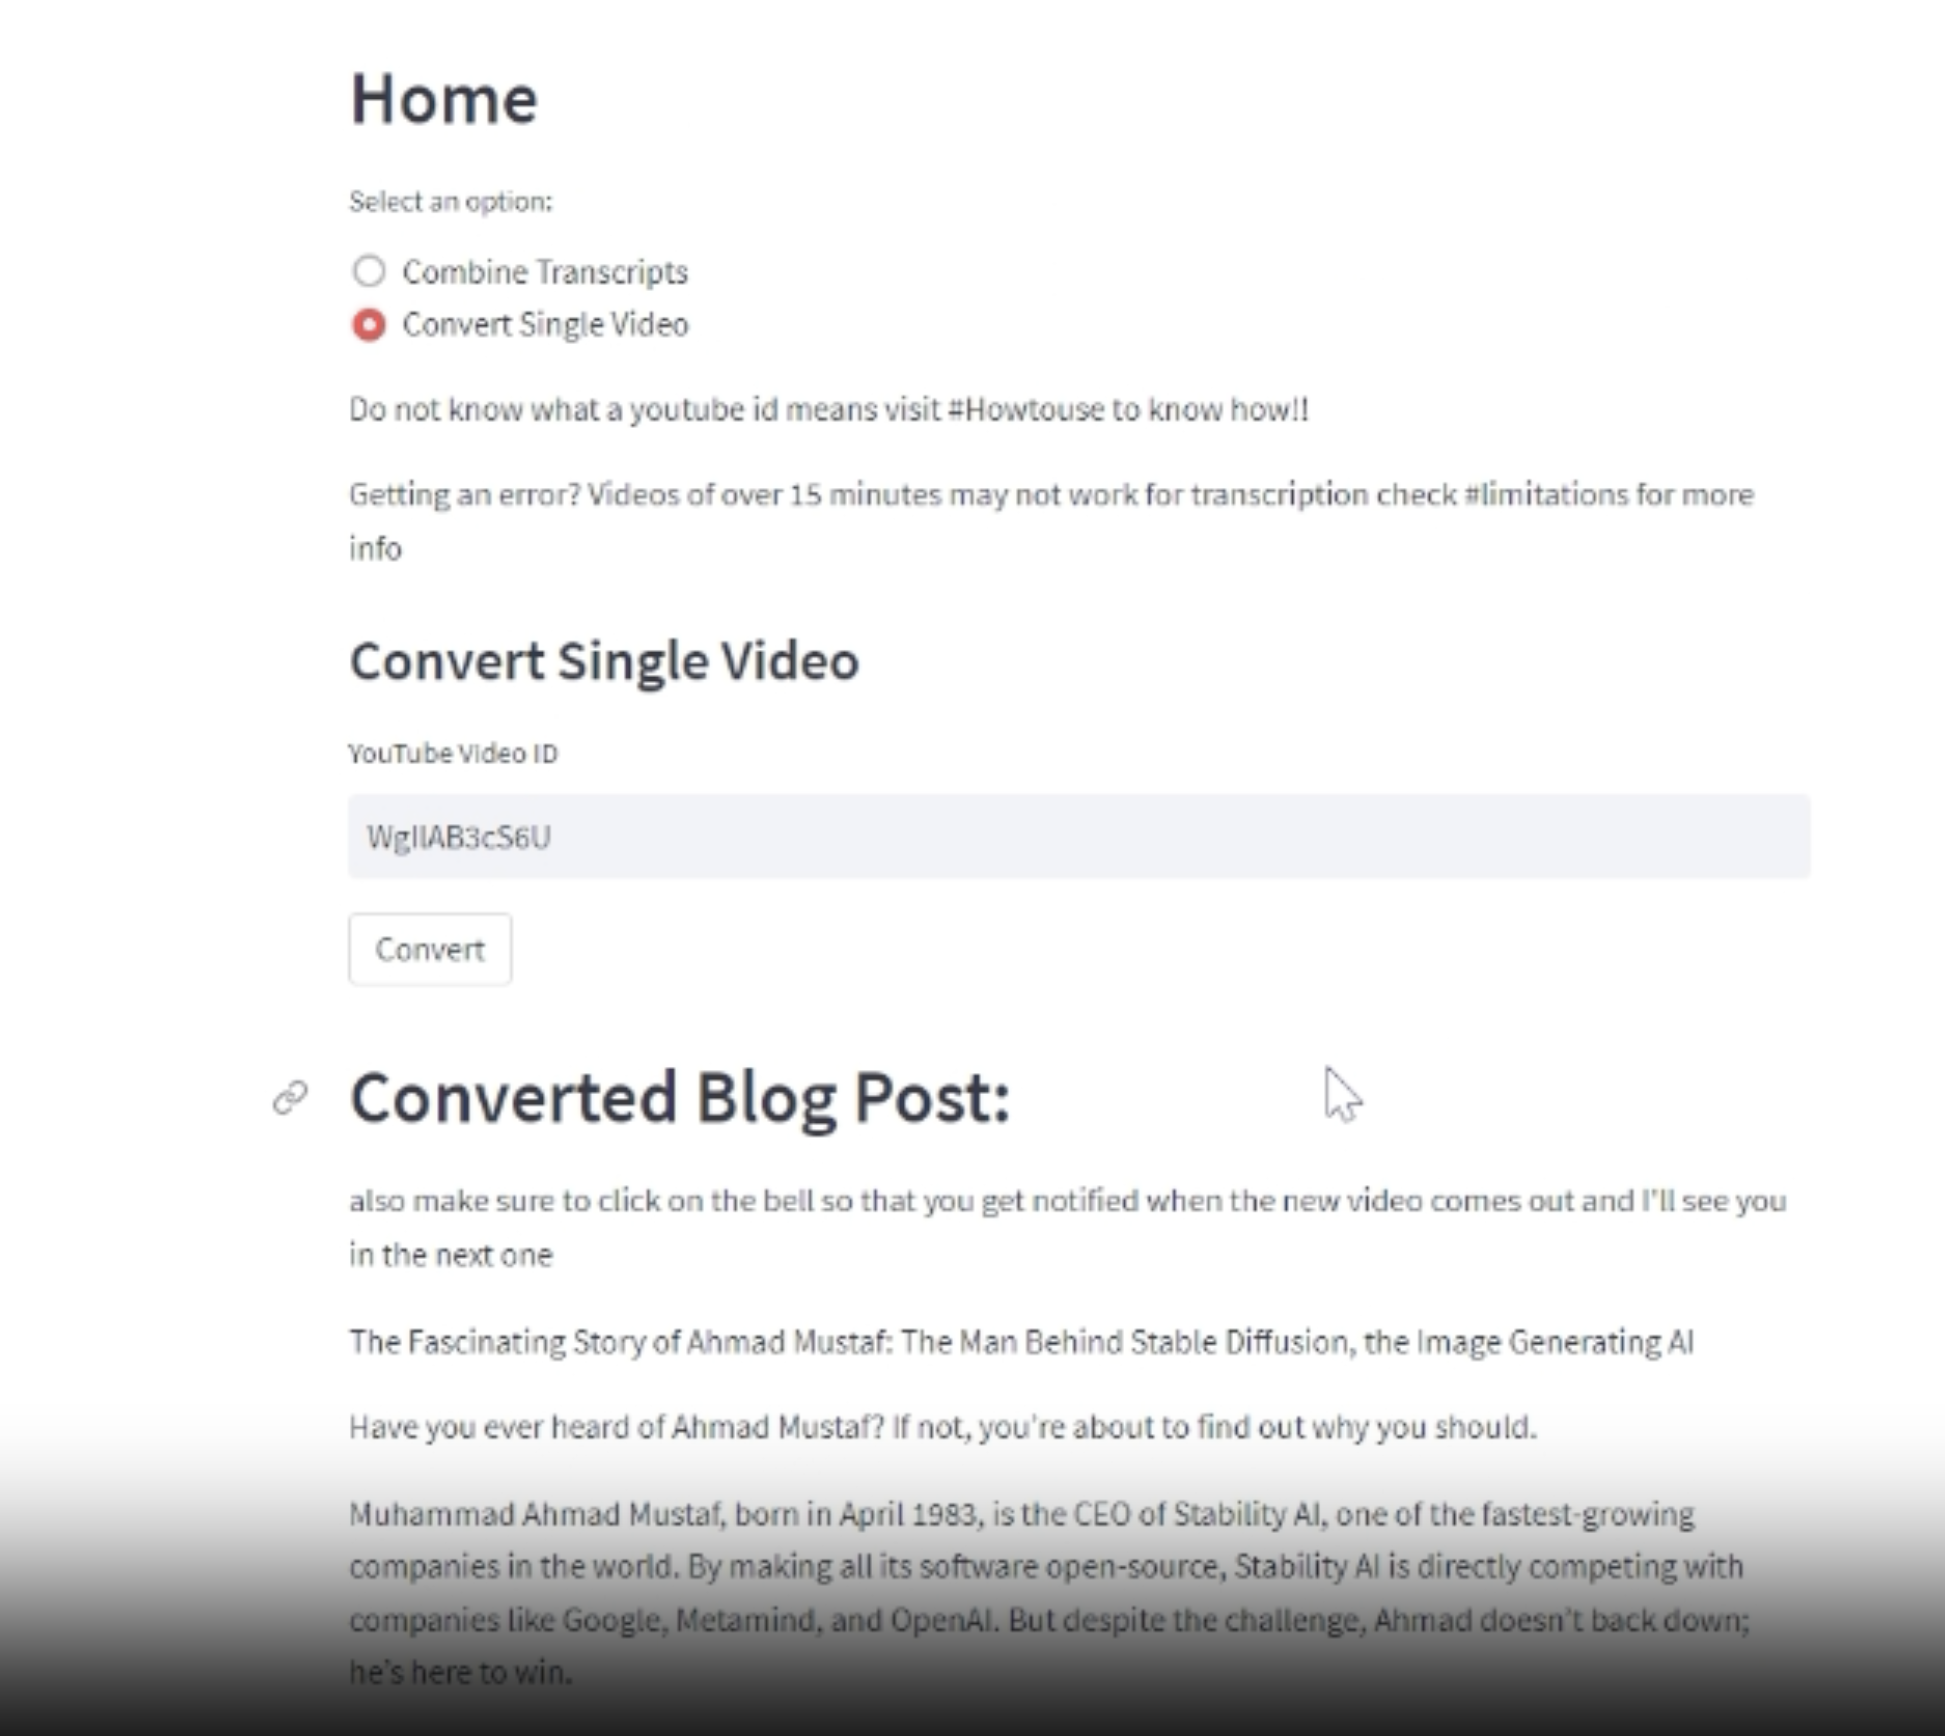 Home
Select an option:
Combine Transcripts
Convert Single Video
Do not know what a youtube id means visit #Howtouse to know how!!
Getting an error? Videos of over 15 minutes may not work for transcription check #limitations for more
info
Convert Single Video
YouTube Video ID
WgIlAB3cS6U
Convert
Converted Blog Post:
also make sure to click on the bell so that you get notified when the new video comes out and I'll see you
in the next one
The Fascinating Story of Ahmad Mustaf: The Man Behind Stable Diffusion, the Image Generating AI
Have you ever heard of Ahmad Mustaf? If not, you're about to find out why you should.
Muhammad Ahmad Mustaf, born in April 1983, is the CEO of Stability AI, one of the fastest-growing
companies in the world. By making all its software open-source, Stability AI is directly competing with
companies like Google, Metamind, and OpenAI. But despite the challenge, Ahmad doesn't back down;
he's here to win.